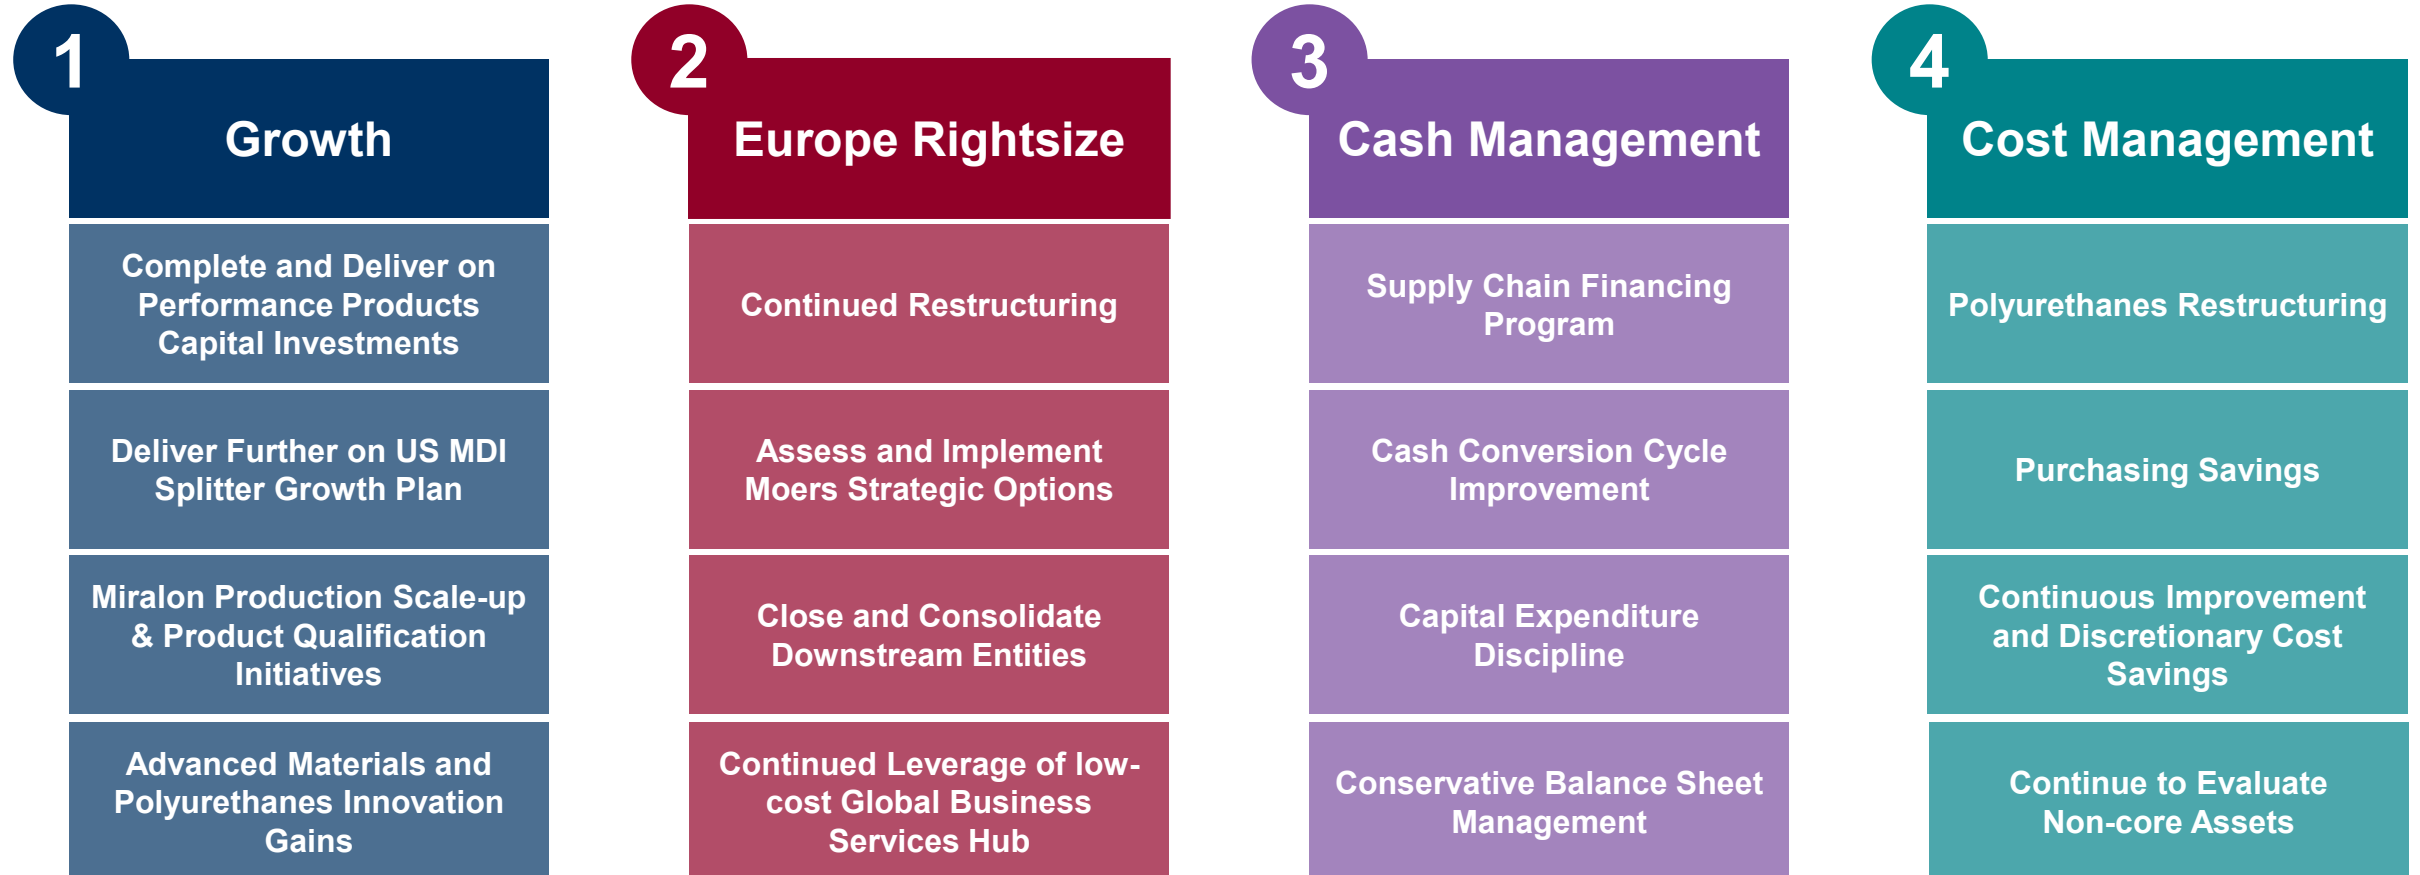 1
Growth
Complete and Deliver on
Performance Products
Capital Investments
Deliver Further on US MDI
Splitter Growth Plan
Miralon Production Scale-up
& Product Qualification
Initiatives
Advanced Materials and
Polyurethanes Innovation
Gains
2
Europe Rightsize
Continued Restructuring
Assess and Implement
Moers Strategic Options
Close and Consolidate
Downstream Entities
Continued Leverage of low-
cost Global Business
Services Hub
3
Cash Management
Supply Chain Financing
Program
Cash Conversion Cycle
Improvement
Capital Expenditure
Discipline
Conservative Balance Sheet
Management
4
Cost Management
Polyurethanes Restructuring
Purchasing Savings
Continuous Improvement
and Discretionary Cost
Savings
Continue to Evaluate
Non-core Assets